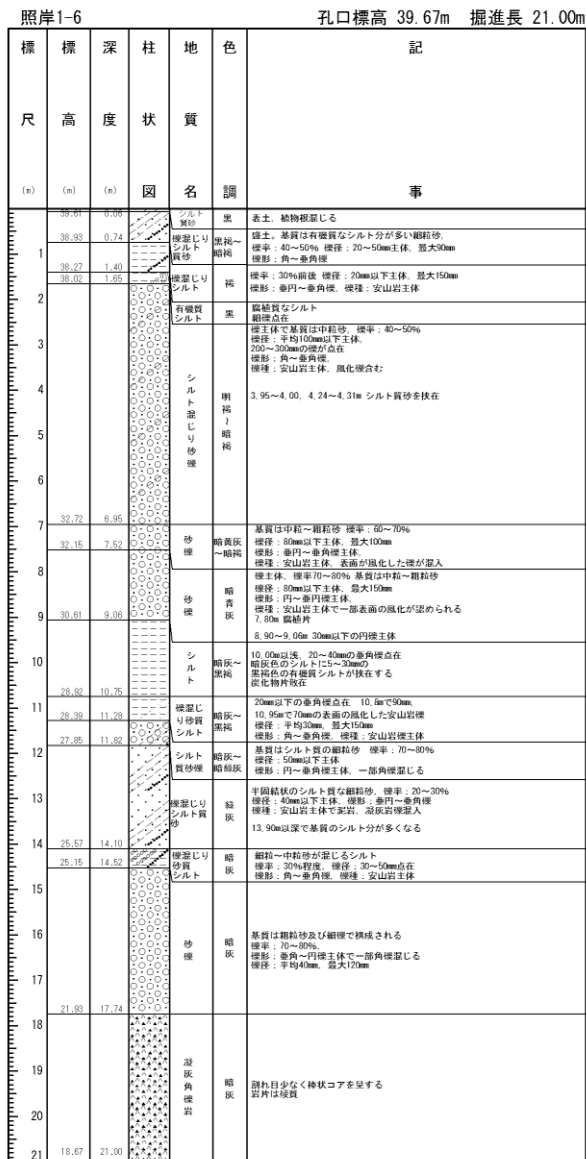 照岸1-6 孔口標高 39.67m 掘進長 21.00m
標尺 (m) 標高 (m) 深度 (m) 柱状図 地質名 色調 記事
39.61 0.06 シルト質砂 黒 表土, 植物根混じる
38.93 0.74 礫混じりシルト質砂 黒褐~暗褐 盛土。基質は有機質なシルト分が多い細粒砂,
礫率:40~50% 礫径:20~50mm主体, 最大90mm
礫形:角~亜角礫
1
38.27 1.40 礫混じりシルト 褐 礫率:30%前後 礫径:20mm以下主体, 最大150mm
38.02 1.65 礫形:亜円~亜角礫, 礫種:安山岩主体
2
有機質シルト 黒 腐植質なシルト
細礫点在
シルト混じり砂礫 明褐~暗褐 礫主体で基質は中粒砂, 礫率:40~50%
礫径:平均100mm以下主体,
200~300mmの礫が点在
礫形:角~亜角礫,
礫種:安山岩主体, 風化礫含む
3.95~4.00, 4.24~4.31m シルト質砂を挟在
3
4
5
6
32.72 6.95
7
32.15 7.52 砂礫 暗黄灰~暗褐 基質は中粒~粗粒砂 礫率:60~70%
礫径:80mm以下主体, 最大100mm
礫形:亜円~亜角礫主体,
礫種:安山岩主体, 表面が風化した礫が混入
8
砂礫 暗青灰 礫主体, 礫率70~80% 基質は中粒~粗粒砂
礫径:80mm以下主体, 最大150mm
礫形:円~亜円礫主体,
礫種:安山岩主体で一部表面の風化が認められる
7.80m 腐植片
8.90~9.06m 30mm以下の円礫主体
9
30.61 9.06
シルト 暗灰~黒褐 10.00m以浅, 20~40mmの亜角礫点在
暗灰色のシルトに5~30mmの
黒褐色の有機質シルトが挟在する
炭化物片散在
10
28.92 10.75
11
28.39 11.28 礫混じり砂質シルト 暗灰~黒褐 20mm以下の亜角礫点在 10.8mで90mm,
10.95mで70mmの表面の風化した安山岩礫
礫径:平均30mm, 最大150mm
礫形:角~亜角礫, 礫種:安山岩礫主体
27.85 11.82
12
シルト質砂礫 暗灰~暗緑灰 基質はシルト質の細粒砂 礫率:70~80%
礫径:50mm以下主体
礫形:円~亜角礫主体, 一部角礫混じる
13
礫混じりシルト質砂 緑灰 半固結状のシルト質な細粒砂, 礫率:20~30%
礫径:40mm以下主体, 礫形:亜円~亜角礫
礫種:安山岩主体で泥岩, 凝灰岩礫混入
13.90m以深で基質のシルト分が多くなる
14
25.57 14.10
25.15 14.52 礫混じり砂質シルト 暗灰 細粒~中粒砂が混じるシルト
礫率:30%程度, 礫径:30~50mm点在
礫形:角~亜角礫, 礫種:安山岩主体
15
16
砂礫 暗灰 基質は粗粒砂及び細礫で構成される
礫率:70~80%,
礫形:亜角~円礫主体で一部角礫混じる
礫径:平均40mm, 最大120mm
17
21.93 17.74
18
19
凝灰角礫岩 暗灰 割れ目少なく棒状コアを呈する
岩片は硬質
20
21 18.67 21.00